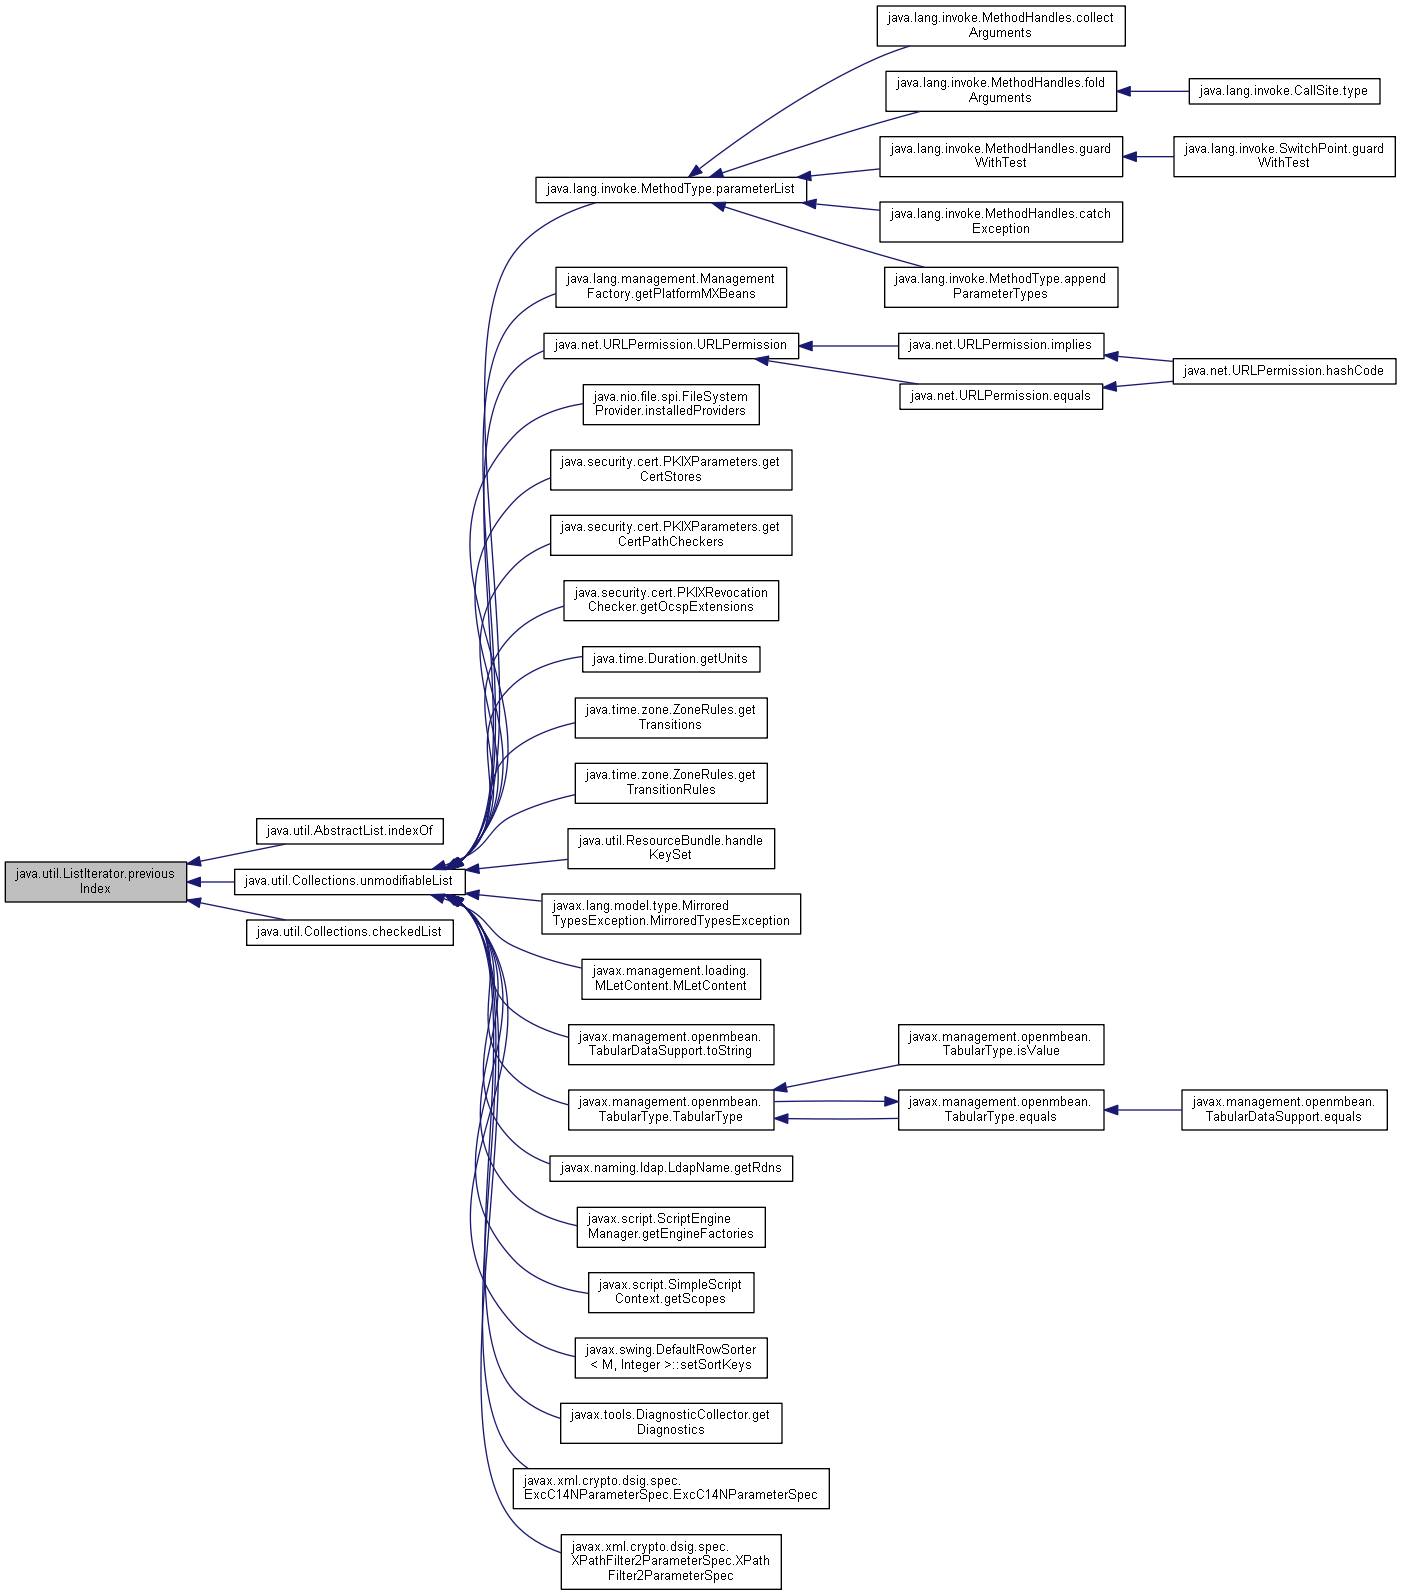 java.lang.invoke.MethodHandles.collect
Arguments
java.lang.invoke.MethodHandles.fold
Arguments
java.lang.invoke.CallSite.type
java.lang.invoke.MethodHandles.guard
WithTest
java.lang.invoke.SwitchPoint.guard
WithTest
java.lang.invoke.MethodType.parameterList
java.lang.invoke.MethodHandles.catch
Exception
java.lang.invoke.MethodType.append
ParameterTypes
java.lang.management.Management
Factory.getPlatformMXBeans
java.net.URLPermission.URLPermission
java.net.URLPermission.implies
java.net.URLPermission.hashCode
java.net.URLPermission.equals
java.nio.file.spi.FileSystem
Provider.installedProviders
java.security.cert.PKIXParameters.get
CertStores
java.security.cert.PKIXParameters.get
CertPathCheckers
java.security.cert.PKIXRevocation
Checker.getOcspExtensions
java.time.Duration.getUnits
java.time.zone.ZoneRules.get
Transitions
java.time.zone.ZoneRules.get
TransitionRules
java.util.AbstractList.indexOf
java.util.ResourceBundle.handle
KeySet
java.util.ListIterator.previous
Index
java.util.Collections.unmodifiableList
java.util.Collections.checkedList
javax.lang.model.type.Mirrored
TypesException.MirroredTypesException
javax.management.loading.
MLetContent.MLetContent
javax.management.openmbean.
TabularDataSupport.toString
javax.management.openmbean.
TabularType.isValue
javax.management.openmbean.
TabularType.TabularType
javax.management.openmbean.
TabularType.equals
javax.management.openmbean.
TabularDataSupport.equals
javax.naming.ldap.LdapName.getRdns
javax.script.ScriptEngine
Manager.getEngineFactories
javax.script.SimpleScript
Context.getScopes
javax.swing.DefaultRowSorter
< M, Integer >::setSortKeys
javax.tools.DiagnosticCollector.get
Diagnostics
javax.xml.crypto.dsig.spec.
ExcC14NParameterSpec.ExcC14NParameterSpec
javax.xml.crypto.dsig.spec.
XPathFilter2ParameterSpec.XPath
Filter2ParameterSpec